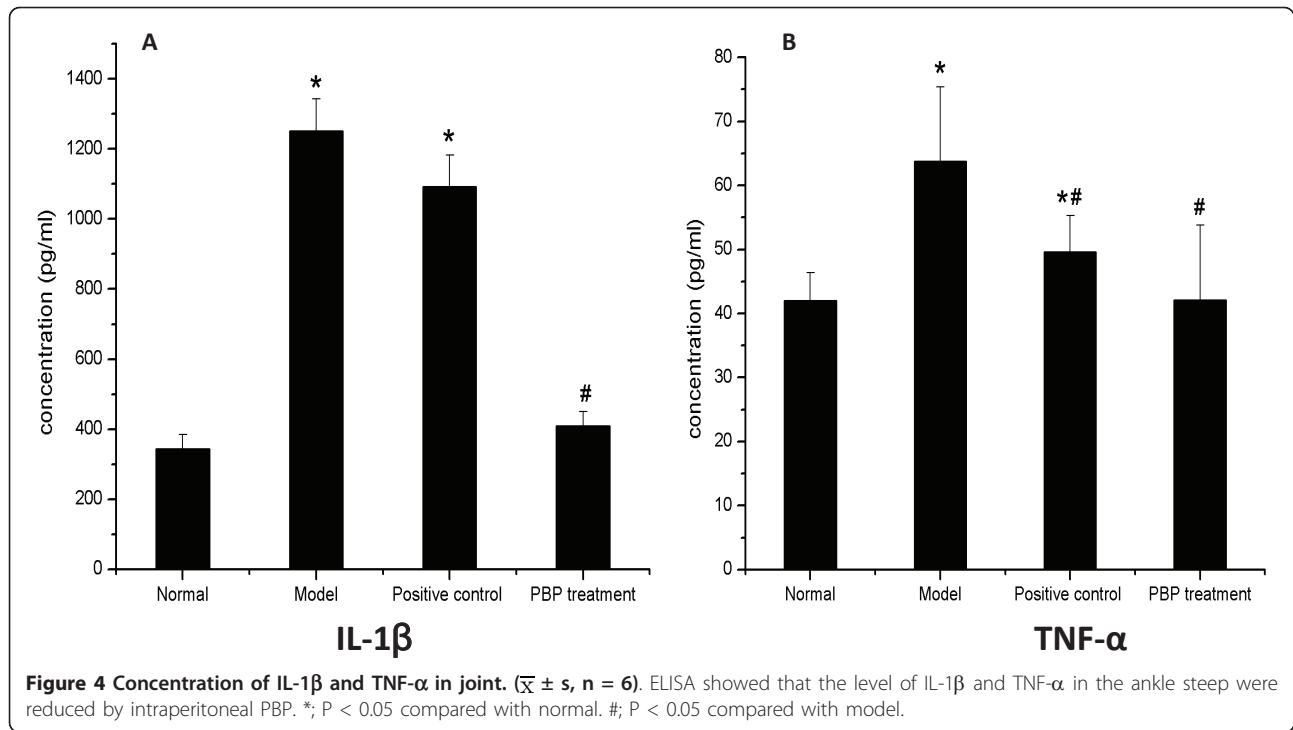 A
1400
1200
1000
800
600
400
200
0
concentration (pg/ml)
*
*
#
Normal Model Positive control PBP treatment
IL-1β
B
80
70
60
50
40
30
20
10
0
concentration (pg/ml)
*
*#
#
Normal Model Positive control PBP treatment
TNF-α
Figure 4 Concentration of IL-1β and TNF-α in joint. (x̅ ± s, n = 6). ELISA showed that the level of IL-1β and TNF-α in the ankle steep were
reduced by intraperitoneal PBP. *; P < 0.05 compared with normal. #; P < 0.05 compared with model.